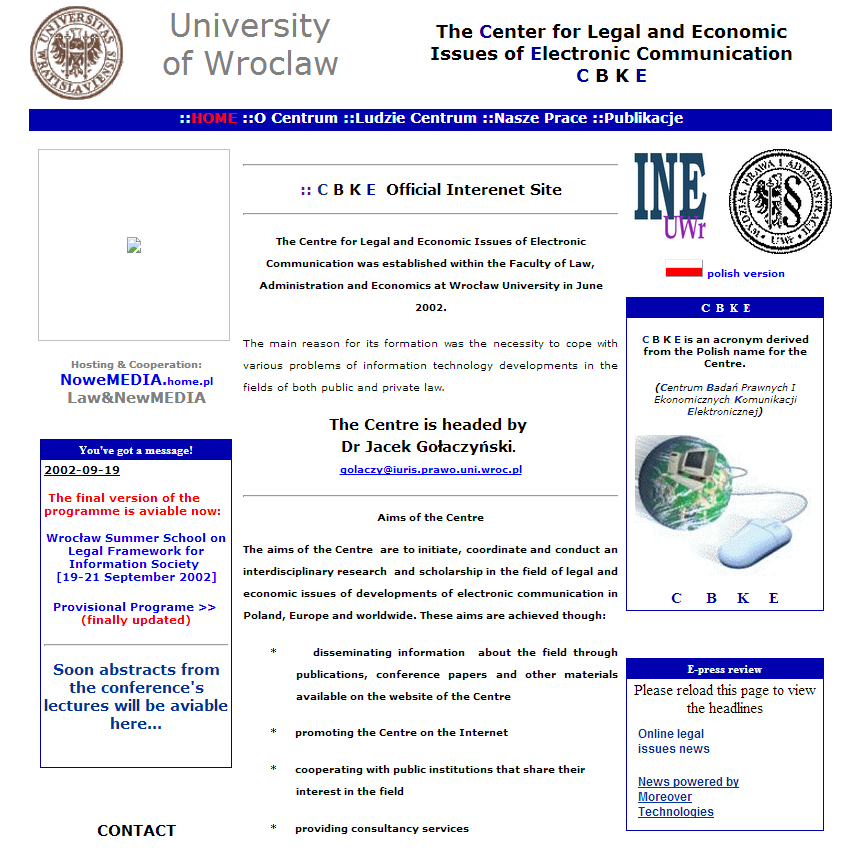 University
of Wroclaw
The Center for Legal and Economic
Issues of Electronic Communication
C B K E
UNIVERSITAS
WRATISLAVIENSIS
::HOME ::O Centrum ::Ludzie Centrum ::Nasze Prace ::Publikacje
Hosting & Cooperation:
NoweMEDIA.home.pl
Law&NewMEDIA
You've got a message!
2002-09-19
The final version of the
programme is aviable now:
Wrocław Summer School on
Legal Framework for
Information Society
[19-21 September 2002]
Provisional Programe >>
(finally updated)
Soon abstracts from
the conference's
lectures will be aviable
here...
CONTACT
:: C B K E Official Interenet Site
The Centre for Legal and Economic Issues of Electronic
Communication was established within the Faculty of Law,
Administration and Economics at Wrocław University in June
2002.
The main reason for its formation was the necessity to cope with
various problems of information technology developments in the
fields of both public and private law.
The Centre is headed by
Dr Jacek Gołaczyński.
golaczy@iuris.prawo.uni.wroc.pl
Aims of the Centre
The aims of the Centre are to initiate, coordinate and conduct an
interdisciplinary research and scholarship in the field of legal and
economic issues of developments of electronic communication in
Poland, Europe and worldwide. These aims are achieved though:
* disseminating information about the field through
publications, conference papers and other materials
available on the website of the Centre
* promoting the Centre on the Internet
* cooperating with public institutions that share their
interest in the field
* providing consultancy services
INE
UWr
WYDZIAŁ PRAWA I ADMINISTRACJI
UWr
polish version
C B K E
C B K E is an acronym derived
from the Polish name for the
Centre.
(Centrum Badań Prawnych I
Ekonomicznych Komunikacji
Elektronicznej)
C B K E
E-press review
Please reload this page to view
the headlines
Online legal
issues news
News powered by
Moreover
Technologies